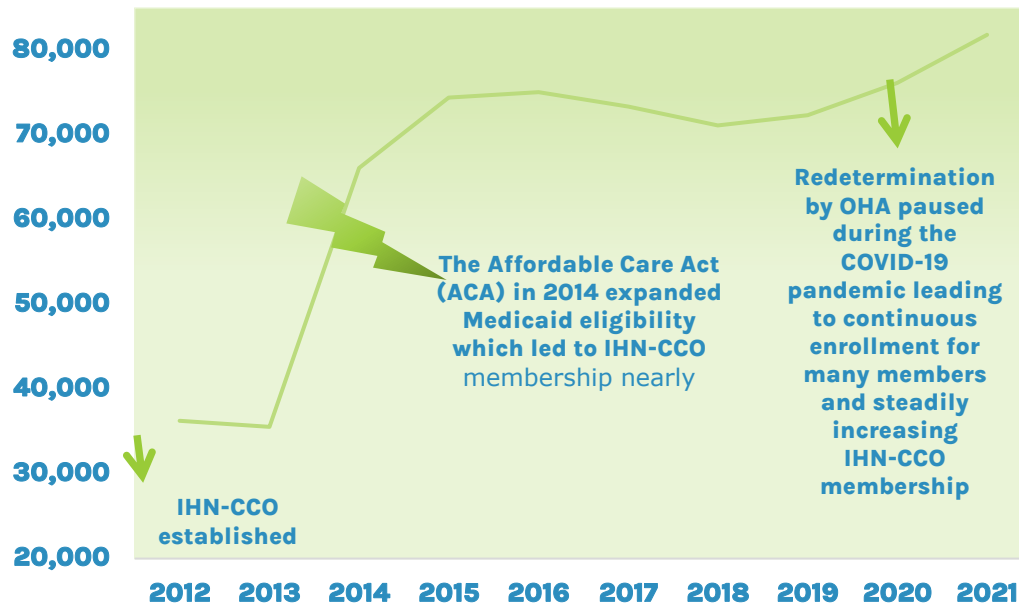 80,000
70,000
60,000
50,000
40,000
30,000
20,000
The Affordable Care Act
(ACA) in 2014 expanded
Medicaid eligibility
which led to IHN-CCO
membership nearly
Redetermination
by OHA paused
during the
COVID-19
pandemic leading
to continuous
enrollment for
many members
and steadily
increasing
IHN-CCO
membership
IHN-CCO
established
2012 2013 2014 2015 2016 2017 2018 2019 2020 2021